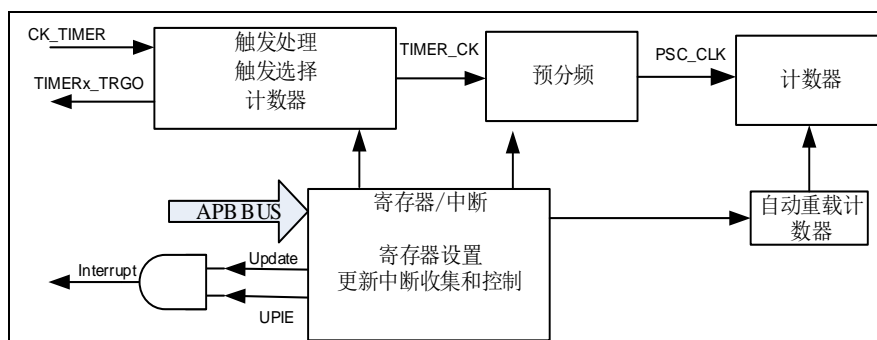 CK_TIMER
TIMERx_TRGO
触发处理
触发选择
计数器
TIMER_CK
预分频
PSC_CLK
计数器
APB BUS
寄存器/中断
寄存器设置
更新中断收集和控制
自动重载计
数器
Interrupt
Update
UPIE